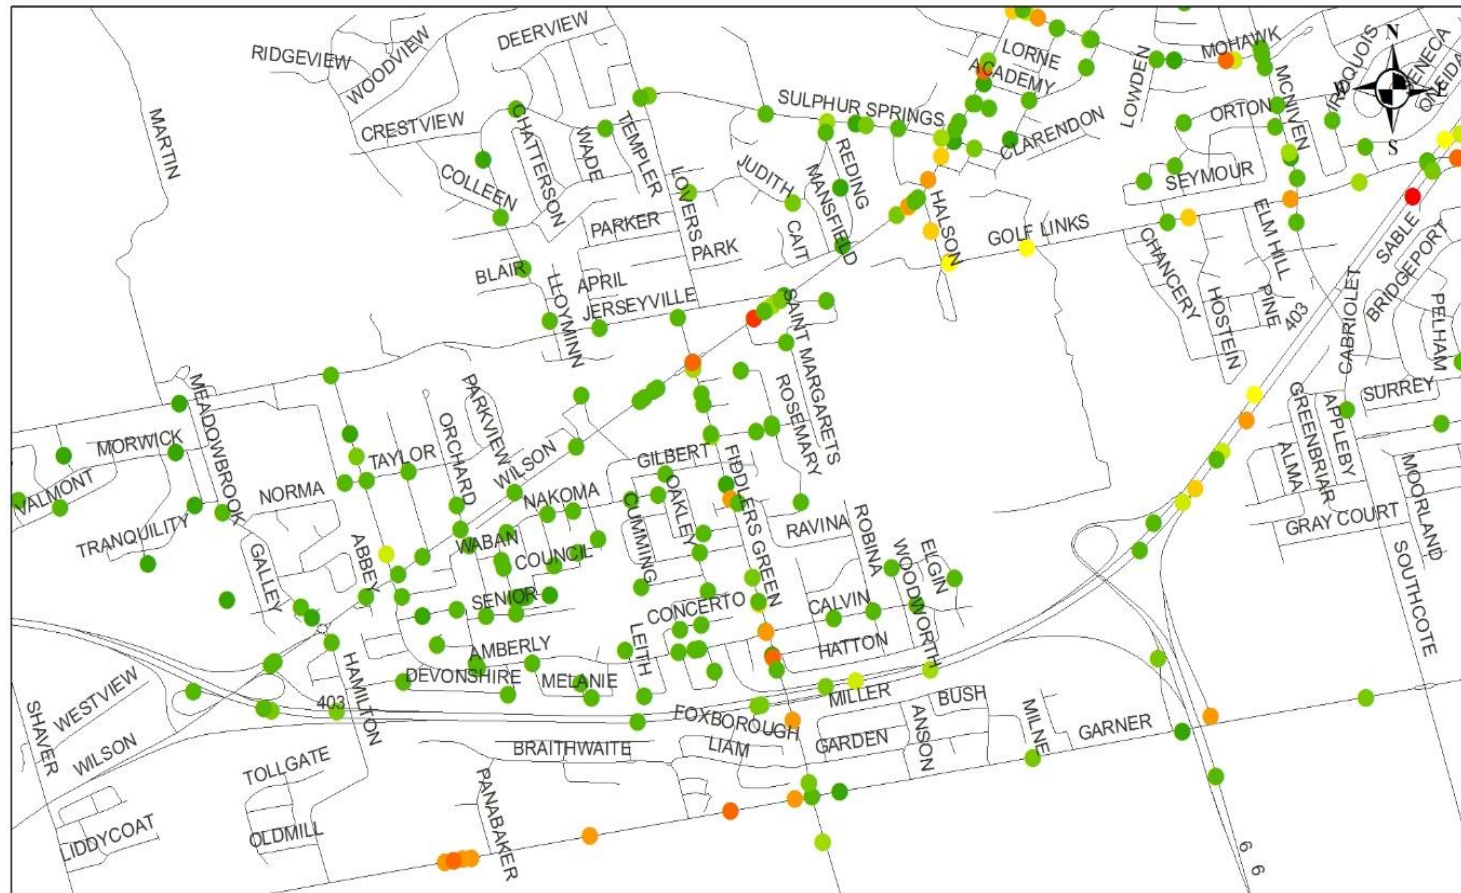 DEERVIEW
RIDGEVIEW
WOODVIEW
LORNE
ACADEMY
LOWDEN
MOHAWK
IROQUOIS
SENECA
ONEIDA
N
S
MARTIN
CRESTVIEW
CHATTERSON
WADE
TEMPLER
SULPHUR SPRINGS
CLARENDON
ORTON
MCNIVEN
COLLEEN
LOVERS
JUDITH
MANSFIELD
REDING
SEYMOUR
HALSON
GOLF LINKS
PARKER
PARK
CAIT
CHANCERY
ELM HILL
SABLE
BRIDGEPORT
BLAIR
LLOYMINN
APRIL
JERSEYVILLE
SAINT MARGARETS
HOSTEIN
PINE
403
CABRIOLET
PELHAM
MEADOWBROOK
MORWICK
VALMONT
TAYLOR
ORCHARD
PARKVIEW
WILSON
GILBERT
ROSEMARY
GREENBRIAR
APPLEBY
SURREY
ALMA
NORMA
NAKOMA
OAKLEY
FIDDLERS GREEN
MOORLAND
TRANQUILITY
GALLEY
ABBEY
WABAN
COUNCIL
CUMMING
RAVINA
ROBINA
WOODWORTH
ELGIN
GRAY COURT
SOUTHCOTE
SENIOR
CONCERTO
CALVIN
AMBERLY
LEITH
HATTON
HAMILTON
DEVONSHIRE
MELANIE
MILLER
BUSH
WESTVIEW
403
SHAVER
FOXBOROUGH
GARDEN
ANSON
MILNE
GARNER
WILSON
BRAITHWAITE
LIAM
TOLLGATE
PANABAKER
LIDDYCOAT
OLDMILL
6
6